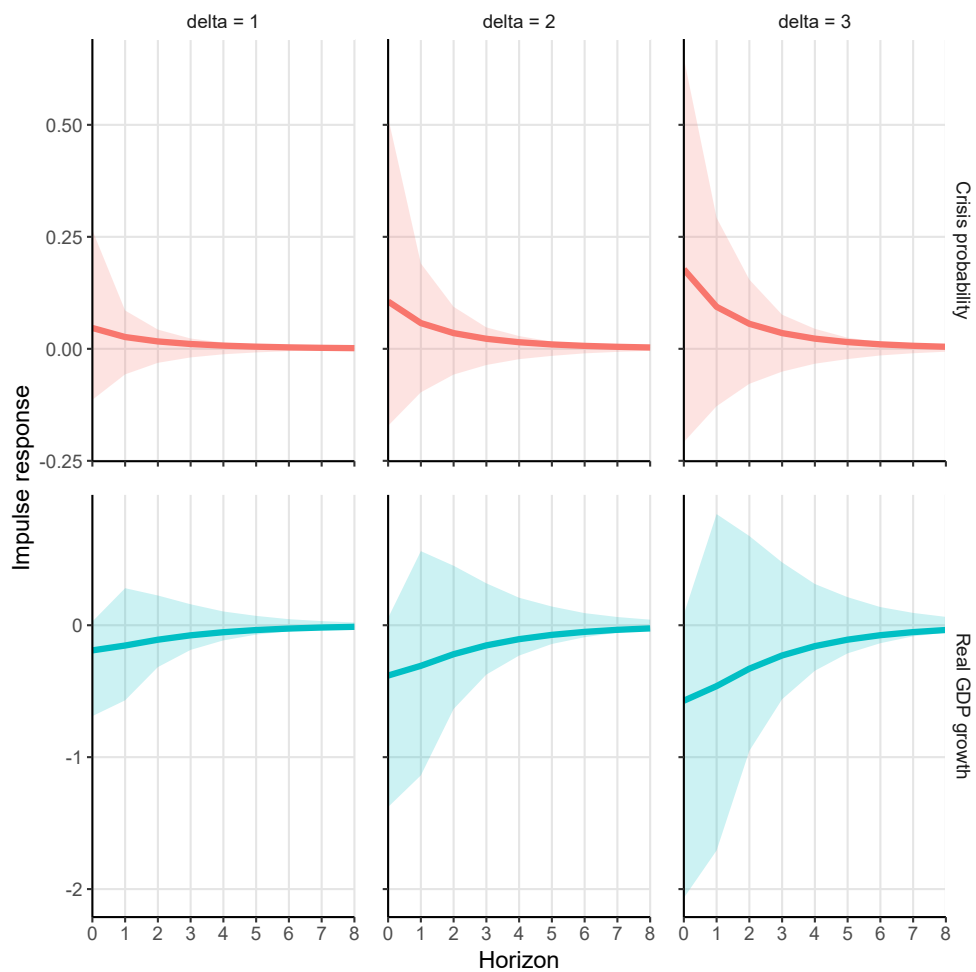 delta = 1
delta = 2
delta = 3
Impulse response
0.50
0.25
0.00
-0.25
Crisis probability
0
-1
-2
Real GDP growth
0 1 2 3 4 5 6 7 8
0 1 2 3 4 5 6 7 8
0 1 2 3 4 5 6 7 8
Horizon